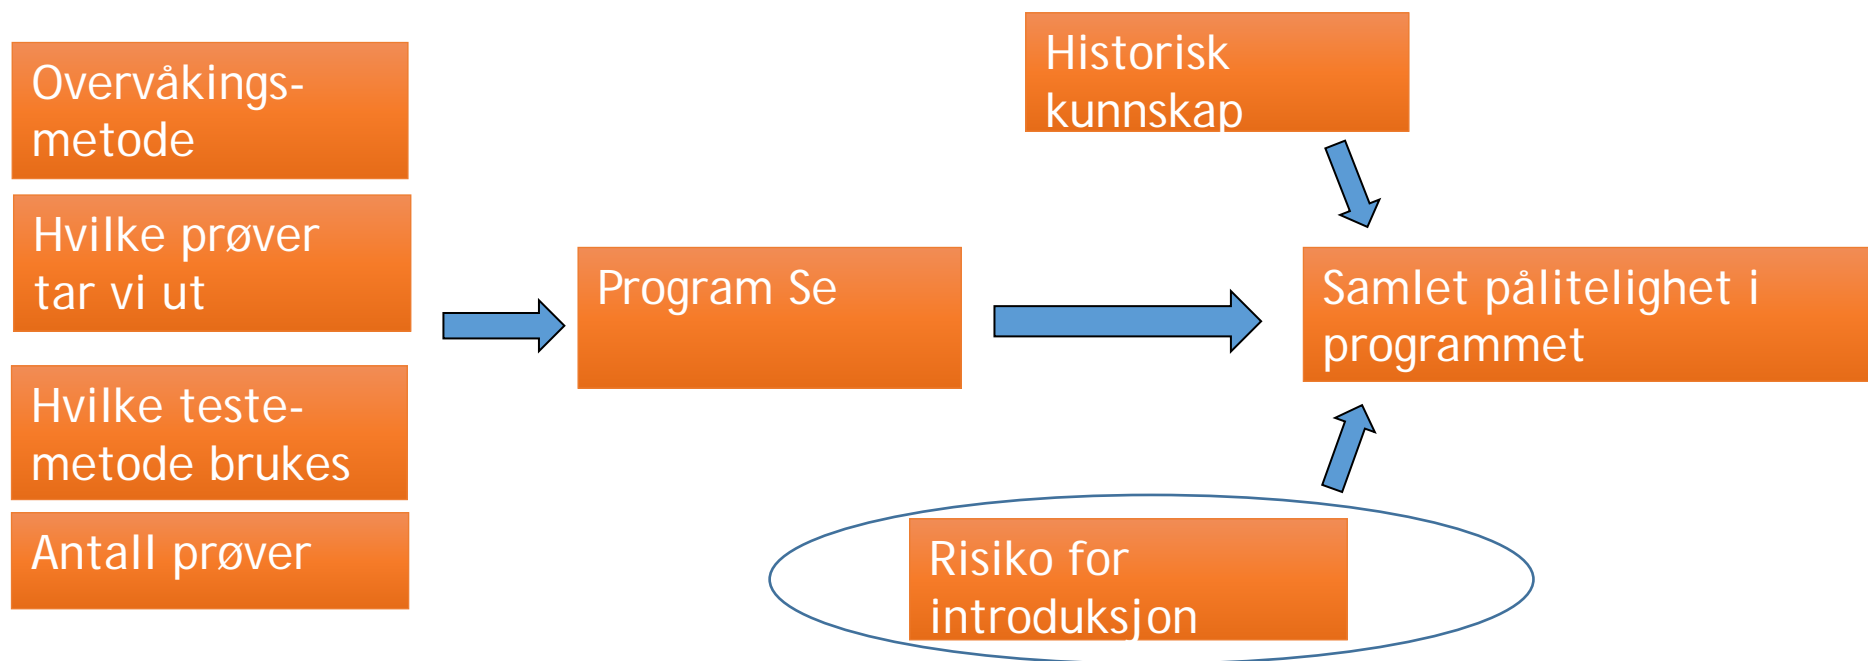 Overvåkings-
metode
Hvilke prøver
tar vi ut
Hvilke teste-
metode brukes
Antall prøver
Program Se
Historisk
kunnskap
Samlet pålitelighet i
programmet
Risiko for
introduksjon